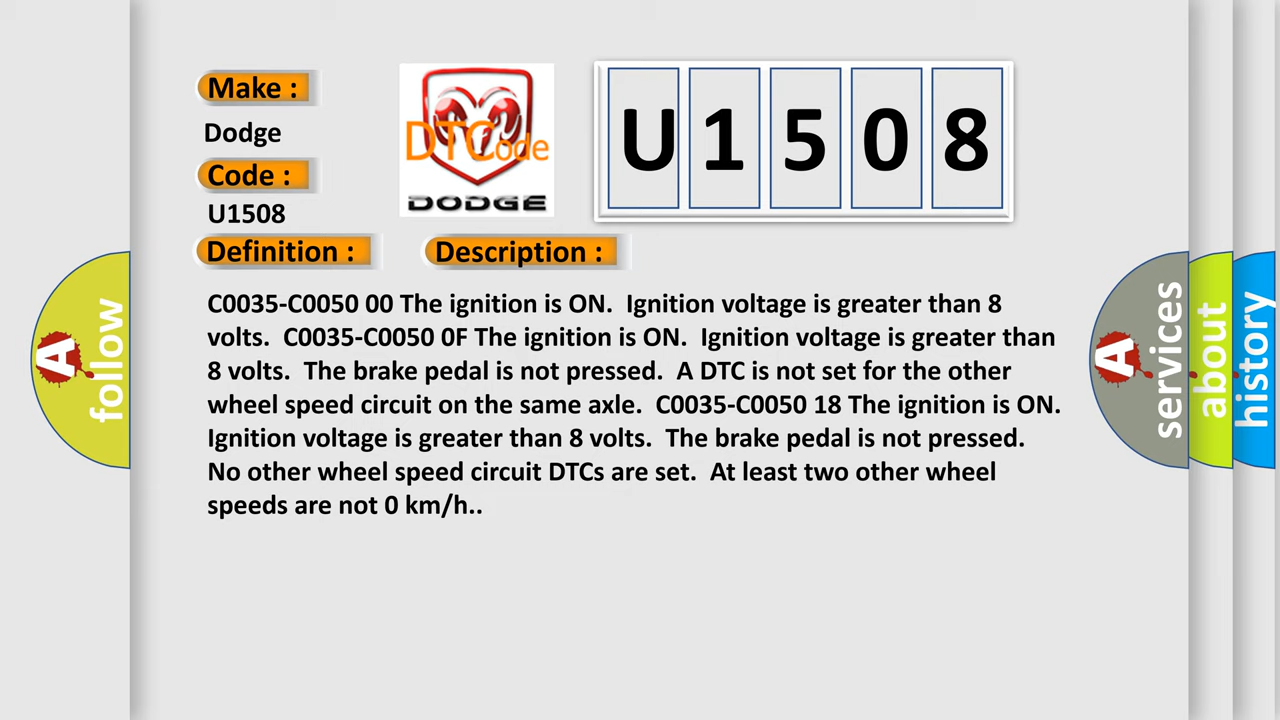 Make :
Dodge
Code :
U1508
Definition :
Description :
DTCode
DODGE
U1508
C0035-C0050 00 The ignition is ON.  Ignition voltage is greater than 8
volts.  C0035-C0050 0F The ignition is ON.  Ignition voltage is greater than
8 volts.  The brake pedal is not pressed.  A DTC is not set for the other
wheel speed circuit on the same axle.  C0035-C0050 18 The ignition is ON.
Ignition voltage is greater than 8 volts.  The brake pedal is not pressed.
No other wheel speed circuit DTCs are set.  At least two other wheel
speeds are not 0 km/h..
A
follow
A
services
about
history